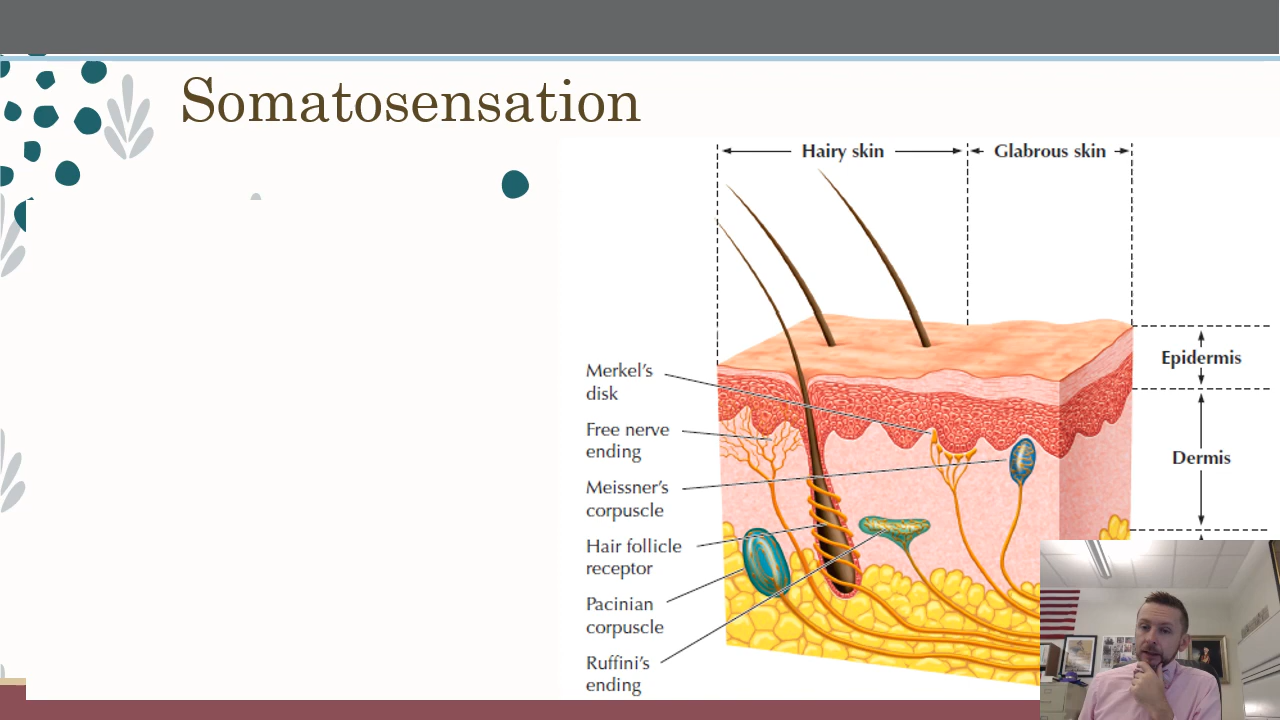 Somatosensation
Hairy skin
Glabrous skin
Epidermis
Merkel's
disk
Free nerve
ending
Dermis
Meissner's
corpuscle
Hair follicle
receptor
Pacinian
corpuscle
Ruffini's
ending